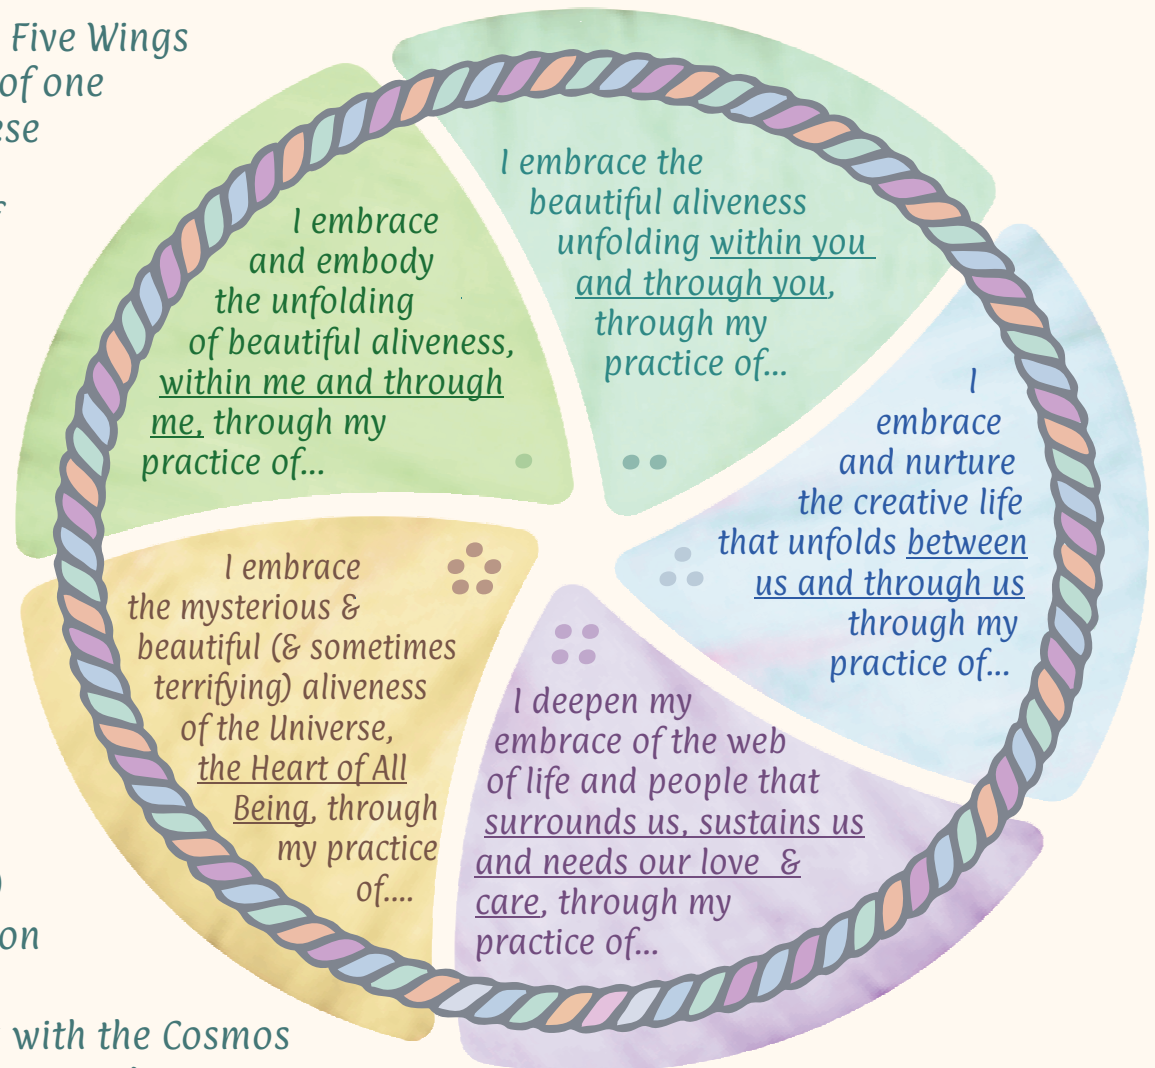 Five Wings
of one
I embrace
and embody
the unfolding
of beautiful aliveness,
within me and through
me, through my
practice of...
I embrace the
beautiful aliveness
unfolding within you
and through you,
through my
practice of...
I
embrace
and nurture
the creative life
that unfolds between
us and through us
through my
practice of...
I deepen my
embrace of the web
of life and people that
surrounds us, sustains us
and needs our love &
care, through my
practice of...
I embrace
the mysterious &
beautiful (& sometimes
terrifying) aliveness
of the Universe,
the Heart of All
Being, through
my practice
of....
with the Cosmos